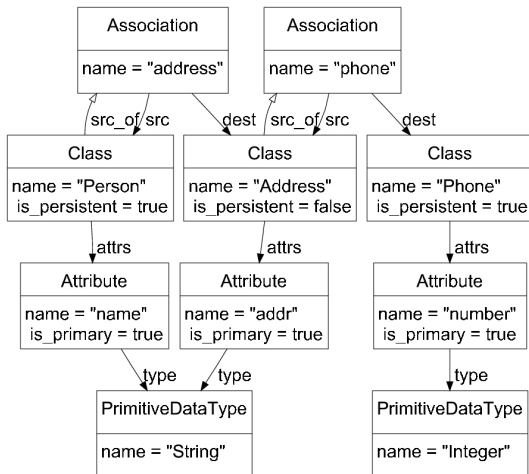 Association
Association
name = "address"
name = "phone"
src_of src
dest
src_of src
dest
Class
Class
Class
name = "Person"
is_persistent = true
name = "Address"
is_persistent = false
name = "Phone"
is_persistent = true
attrs
attrs
attrs
Attribute
Attribute
Attribute
name = "name"
is_primary = true
name = "addr"
is_primary = true
name = "number"
is_primary = true
type
type
type
PrimitiveDataType
PrimitiveDataType
name = "String"
name = "Integer"